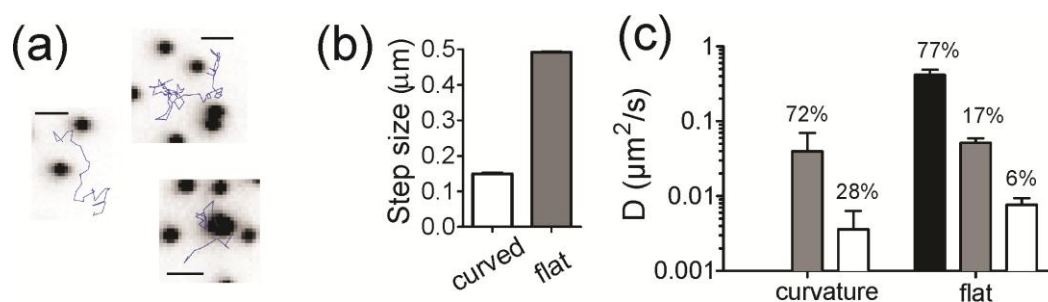 (a)
(b)
Step size (μm)
0.5
0.4
0.3
0.2
0.1
0.0
curved
flat
(c)
D (μm²/s)
1
0.1
0.01
0.001
72%
28%
77%
17%
6%
curvature
flat